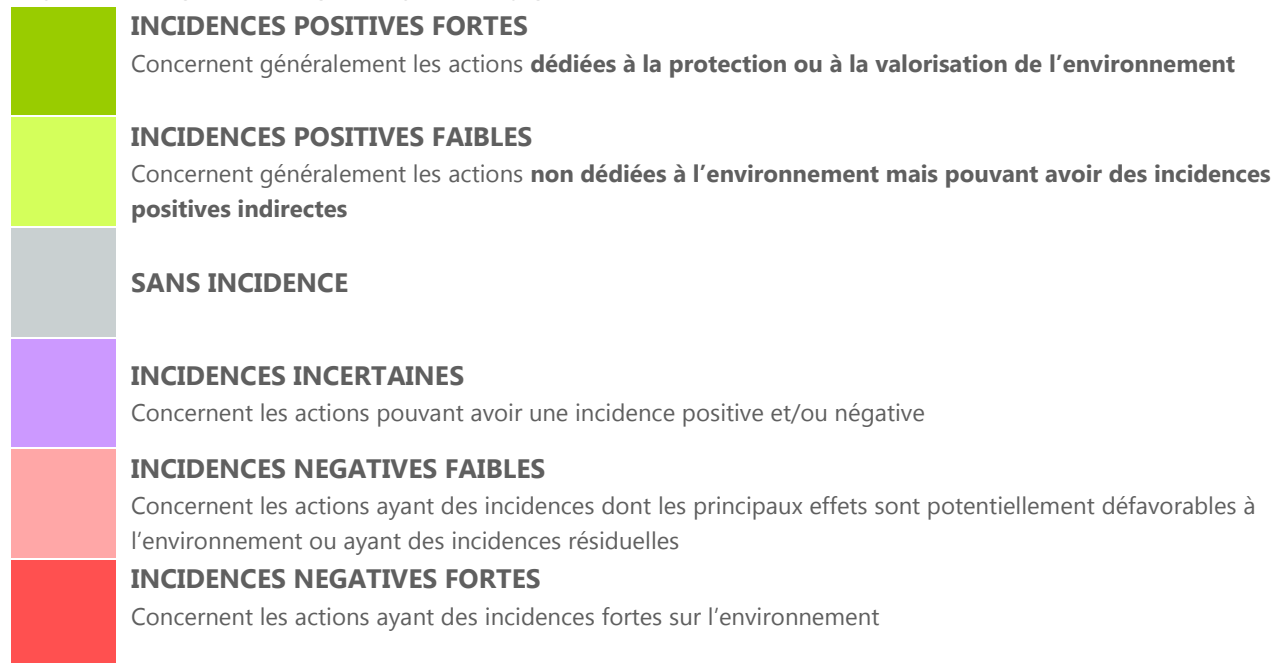 INCIDENCES POSITIVES FORTES
Concernent généralement les actions dédiées à la protection ou à la valorisation de l’environnement
INCIDENCES POSITIVES FAIBLES
Concernent généralement les actions non dédiées à l’environnement mais pouvant avoir des incidences
positives indirectes
SANS INCIDENCE
INCIDENCES INCERTAINES
Concernent les actions pouvant avoir une incidence positive et/ou négative
INCIDENCES NEGATIVES FAIBLES
Concernent les actions ayant des incidences dont les principaux effets sont potentiellement défavorables à
l’environnement ou ayant des incidences résiduelles
INCIDENCES NEGATIVES FORTES
Concernent les actions ayant des incidences fortes sur l’environnement